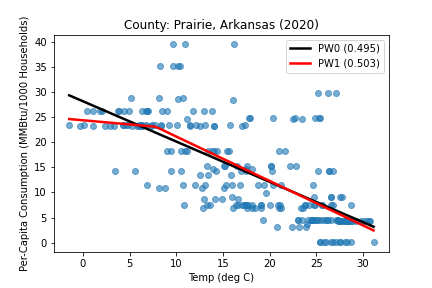 County: Prairie, Arkansas (2020)
Per-Capita Consumption (MMBtu/1000 Households)
40
35
30
25
20
15
10
5
0
PW0 (0.495)
PW1 (0.503)
0 5 10 15 20 25 30
Temp (deg C)